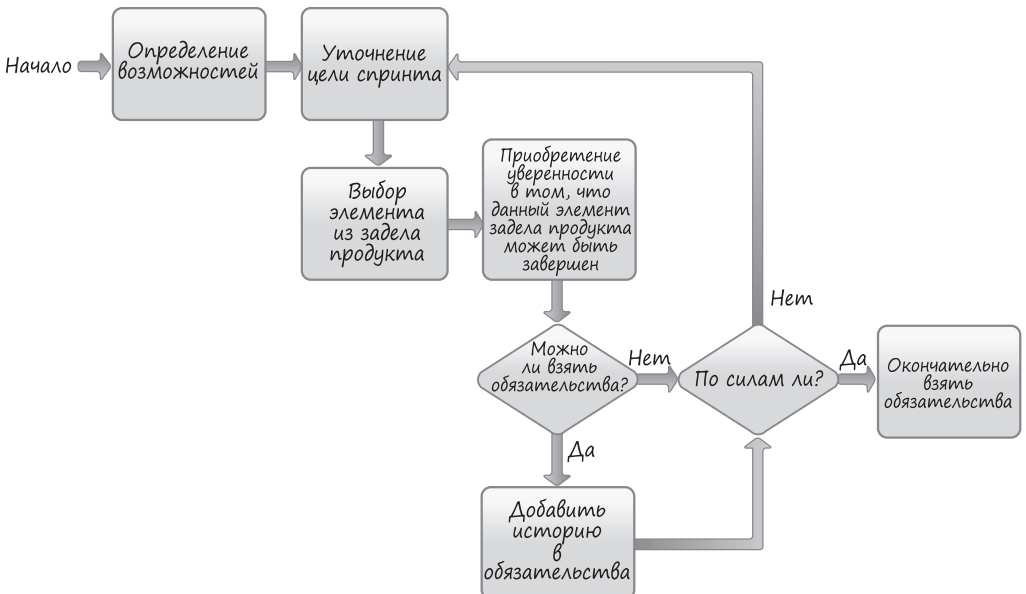 Начало
Определение
возможностей
Уточнение
цели спринта
Выбор
элемента
из задела
продукта
Приобретение
уверенности
в том, что
данный элемент
задела продукта
может быть
завершен
Можно
ли взять
обязательства?
Нет
Да
Добавить
историю
в
обязательства
По силам ли?
Нет
Да
Окончательно
взять
обязательства